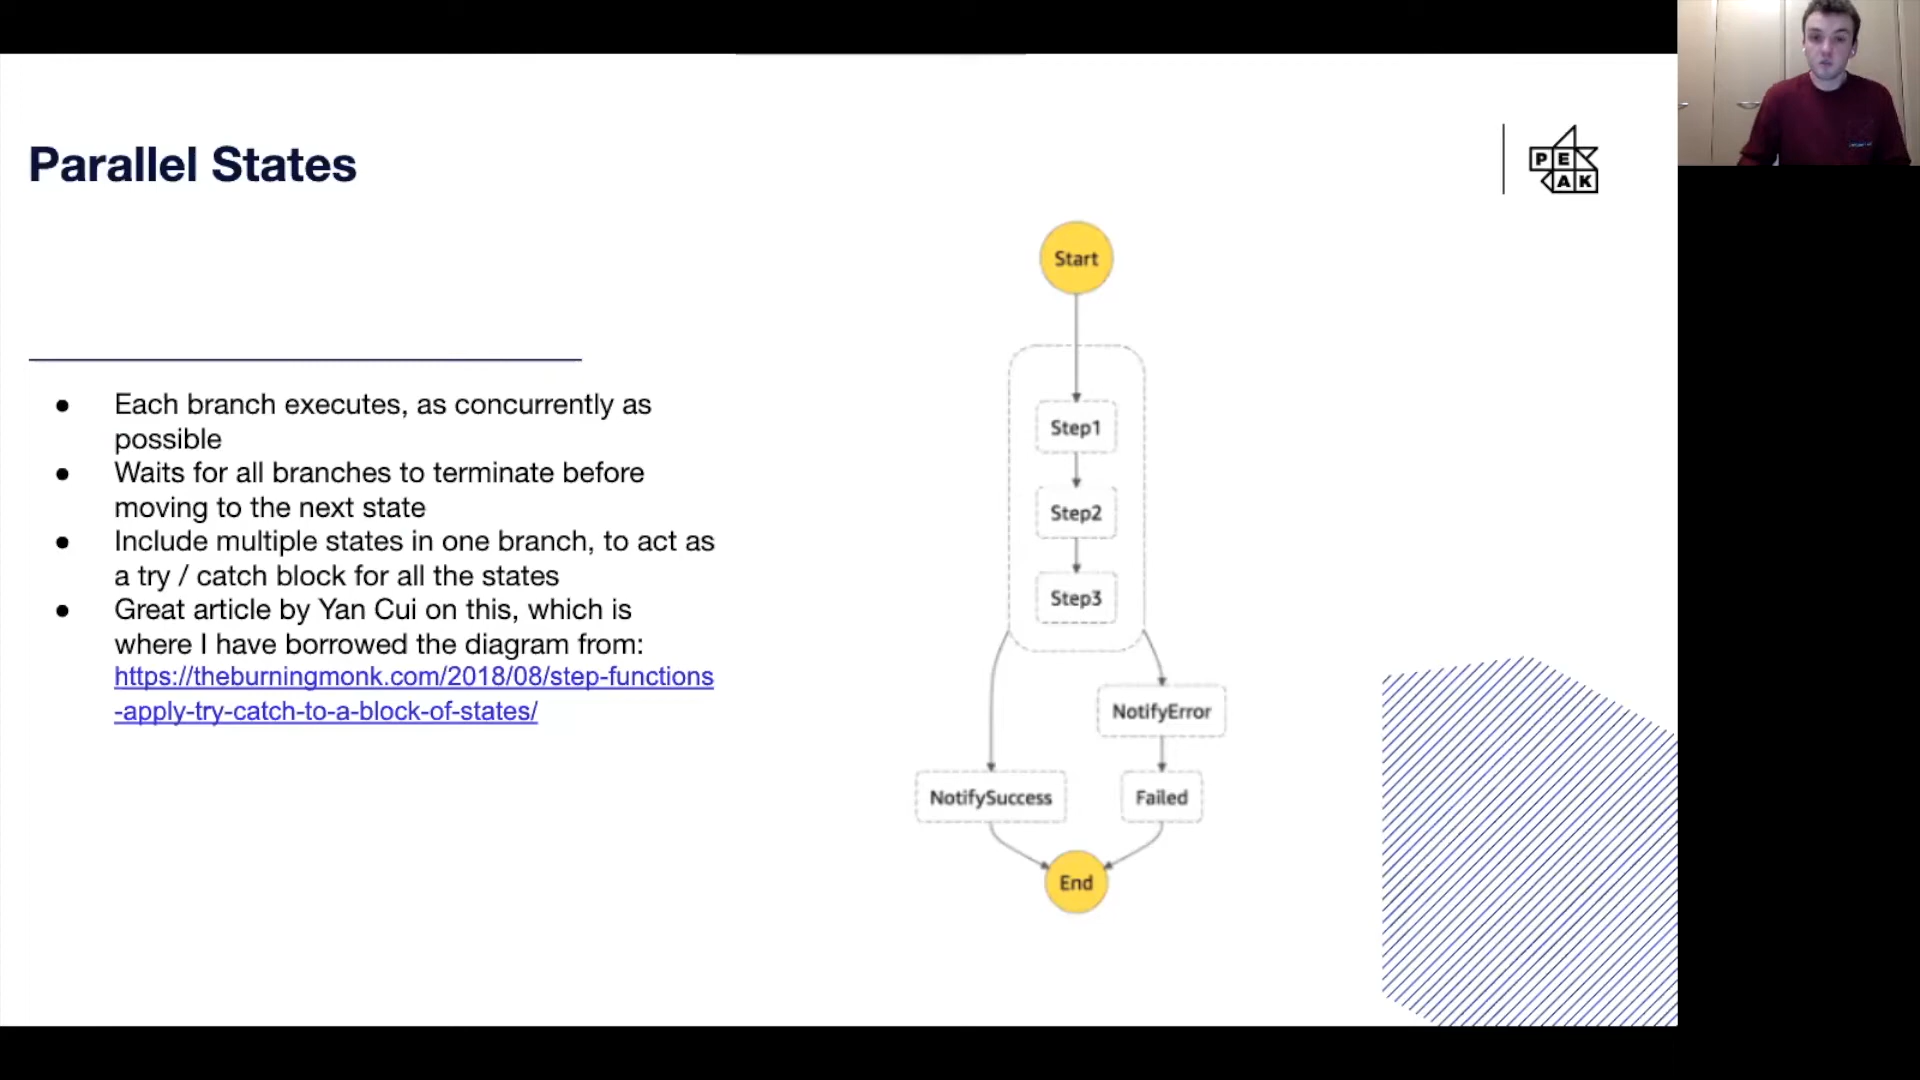 Parallel States
PE
AK
● Each branch executes, as concurrently as
possible
● Waits for all branches to terminate before
moving to the next state
● Include multiple states in one branch, to act as
a try / catch block for all the states
● Great article by Yan Cui on this, which is
where I have borrowed the diagram from:
https://theburningmonk.com/2018/08/step-functions
-apply-try-catch-to-a-block-of-states/
Start
Step1
Step2
Step3
NotifyError
NotifySuccess
Failed
End